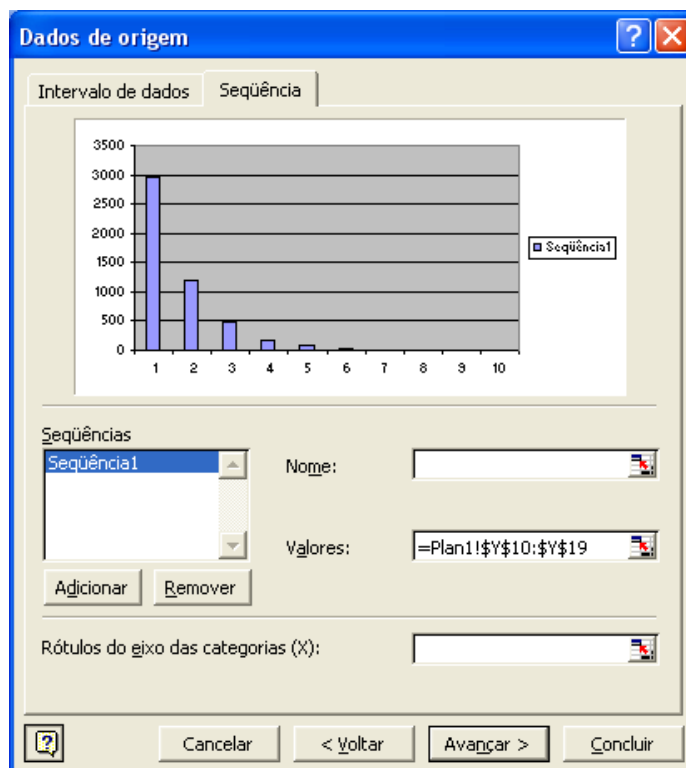 Dados de origem
Intervalo de dados Seqüência
3500
3000
2500
2000
1500
1000
500
0
1 2 3 4 5 6 7 8 9 10
Seqüência1
Seqüências
Seqüência1
Nome:
Valores: =Plan1!$Y$10:$Y$19
Adicionar Remover
Rótulos do eixo das categorias (X):
Cancelar < Voltar Avançar > Concluir